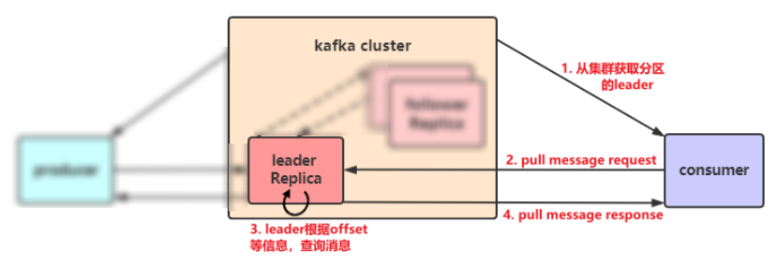 kafka cluster
1. 从集群获取分区
的leader
follower
Replica
producer
leader
Replica
2. pull message request
consumer
4. pull message response
3. leader根据offset
等信息，查询消息